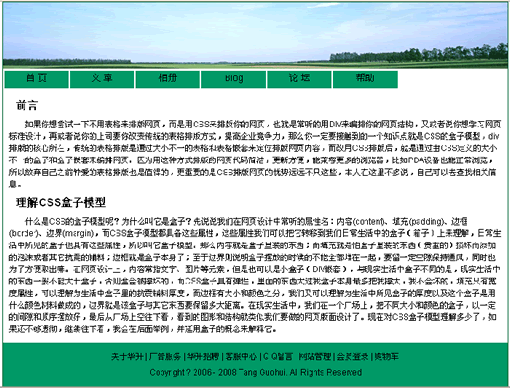 首 页 文 章 相册 Blog 论 坛 帮助
前言
如果你想尝试一下不用表格来排版网页，而是用CSS来排版你的网页，也就是常听的用DIV来编排你的网页结构，又或者说你想学习网页
标准设计，再或者说你的上司要你改变传统的表格排版方式，提高企业竞争力，那么你一定要接触到的一个知识点就是CSS的盒子模型，div
排版的核心所在，传统的表格排版是通过大小不一的表格和表格嵌套来定位排版网页内容，而改用CSS排版后，就是通过由CSS定义的大小
不一的盒子和盒子嵌套来编排网页。因为用这种方式排版的网页代码简洁，更新方便，能兼容更多的浏览器，比如PDA设备也能正常浏览，
所以放弃自己之前钟爱的表格排版也是值得的，更重要的是CSS排版网页的优势远远不只这些，本人在这里不多说，自己可以去查找相关信
息。
理解CSS盒子模型
什么是CSS的盒子模型呢？为什么叫它是盒子？先说说我们在网页设计中常听的属性名：内容(content)、填充(padding)、边框
(border)、边界(margin)，而CSS盒子模型都具备这些属性，这些属性我们可以把它转移到我们日常生活中的盒子（箱子）上来理解，日常生
活中所见的盒子也具有这些属性，所以叫它盒子模型。那么内容就是盒子里装的东西；而填充就是怕盒子里装的东西（贵重的）损坏而添加
的泡沫或者其它抗震的辅料；边框就是盒子本身了；至于边界则说明盒子摆放的时候的不能全部堆在一起，要留一定空隙保持通风，同时也
为了方便取出嘛。在网页设计上，内容常指文字、图片等元素，但是也可以是小盒子（DIV嵌套），与现实生活中盒子不同的是，现实生活中
的东西一般不能大于盒子，否则盒子会被撑坏的，而CSS盒子具有弹性，里面的东西大过盒子本身最多把它撑大，但它不会损坏的。填充只有宽
度属性，可以理解为生活中盒子里的抗震辅料厚度，而边框有大小和颜色之分，我们又可以理解为生活中所见盒子的厚度以及这个盒子是用
什么颜色材料做成的，边界就是该盒子与其它东西要保留多大距离。在现实生活中，假设我们在一个广场上，把不同大小和颜色的盒子，以一定
的间隙和顺序摆放好，最后从广场上空往下看，看到的图形和结构就类似我们要做的网页版面设计了。现在对CSS盒子模型理解多少了，如
果还不够透彻，继续往下看，我会在后面举例，并运用盒子的概念来解释它。
关于华升 | 广告服务 | 华升招聘 | 客服中心 | Q Q留言 | 网站管理 | 会员登录 | 购物车
Copyright ? 2006 - 2008 Tang Guohui. All Rights Reserved